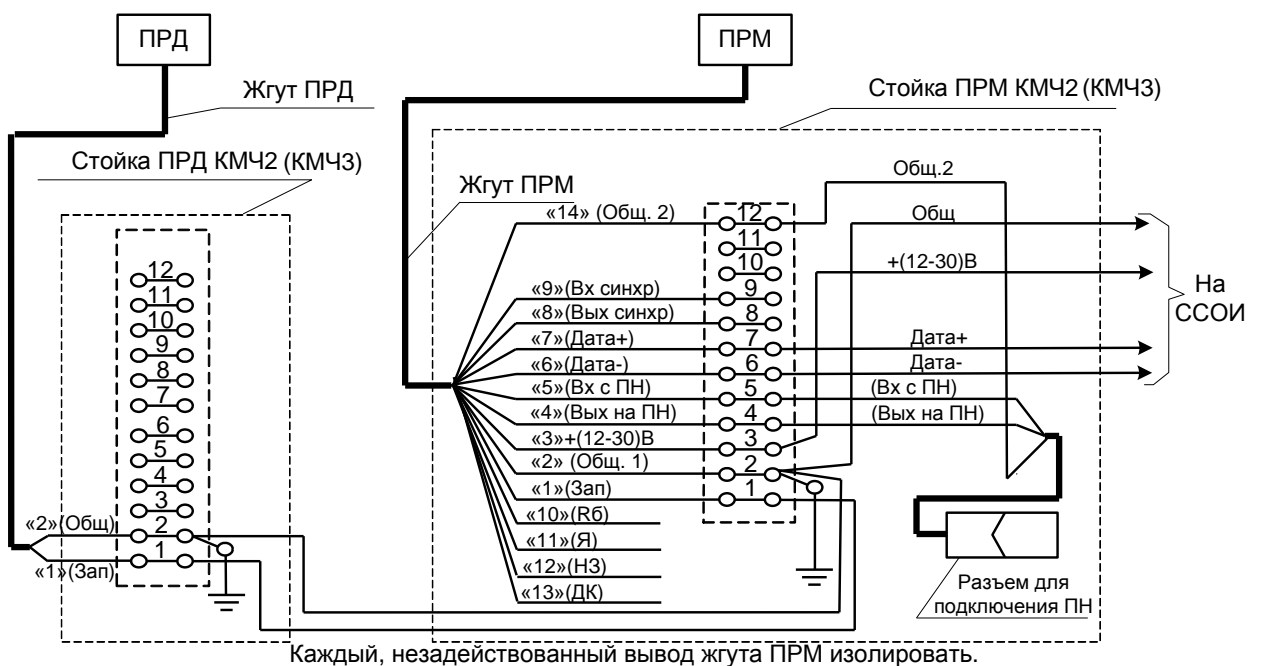 ПРД
ПРМ
Жгут ПРД
Стойка ПРМ КМЧ2 (КМЧ3)
Стойка ПРД КМЧ2 (КМЧ3)
Жгут ПРМ
12
11
10
9
8
7
6
5
4
3
2
1
«2»(Общ)
«1»(Зап)
«14» (Общ. 2)
«9»(Вх синхр)
«8»(Вых синхр)
«7»(Дата+)
«6»(Дата-)
«5»(Вх с ПН)
«4»(Вых на ПН)
«3»+(12-30)В
«2» (Общ. 1)
«1»(Зап)
«10»(Rб)
«11»(Я)
«12»(НЗ)
«13»(ДК)
12
11
10
9
8
7
6
5
4
3
2
1
Общ.2
Общ
+(12-30)В
Дата+
Дата-
(Вх с ПН)
(Вых на ПН)
На
ССОИ
Разъем для
подключения ПН
Каждый, незадействованный вывод жгута ПРМ изолировать.